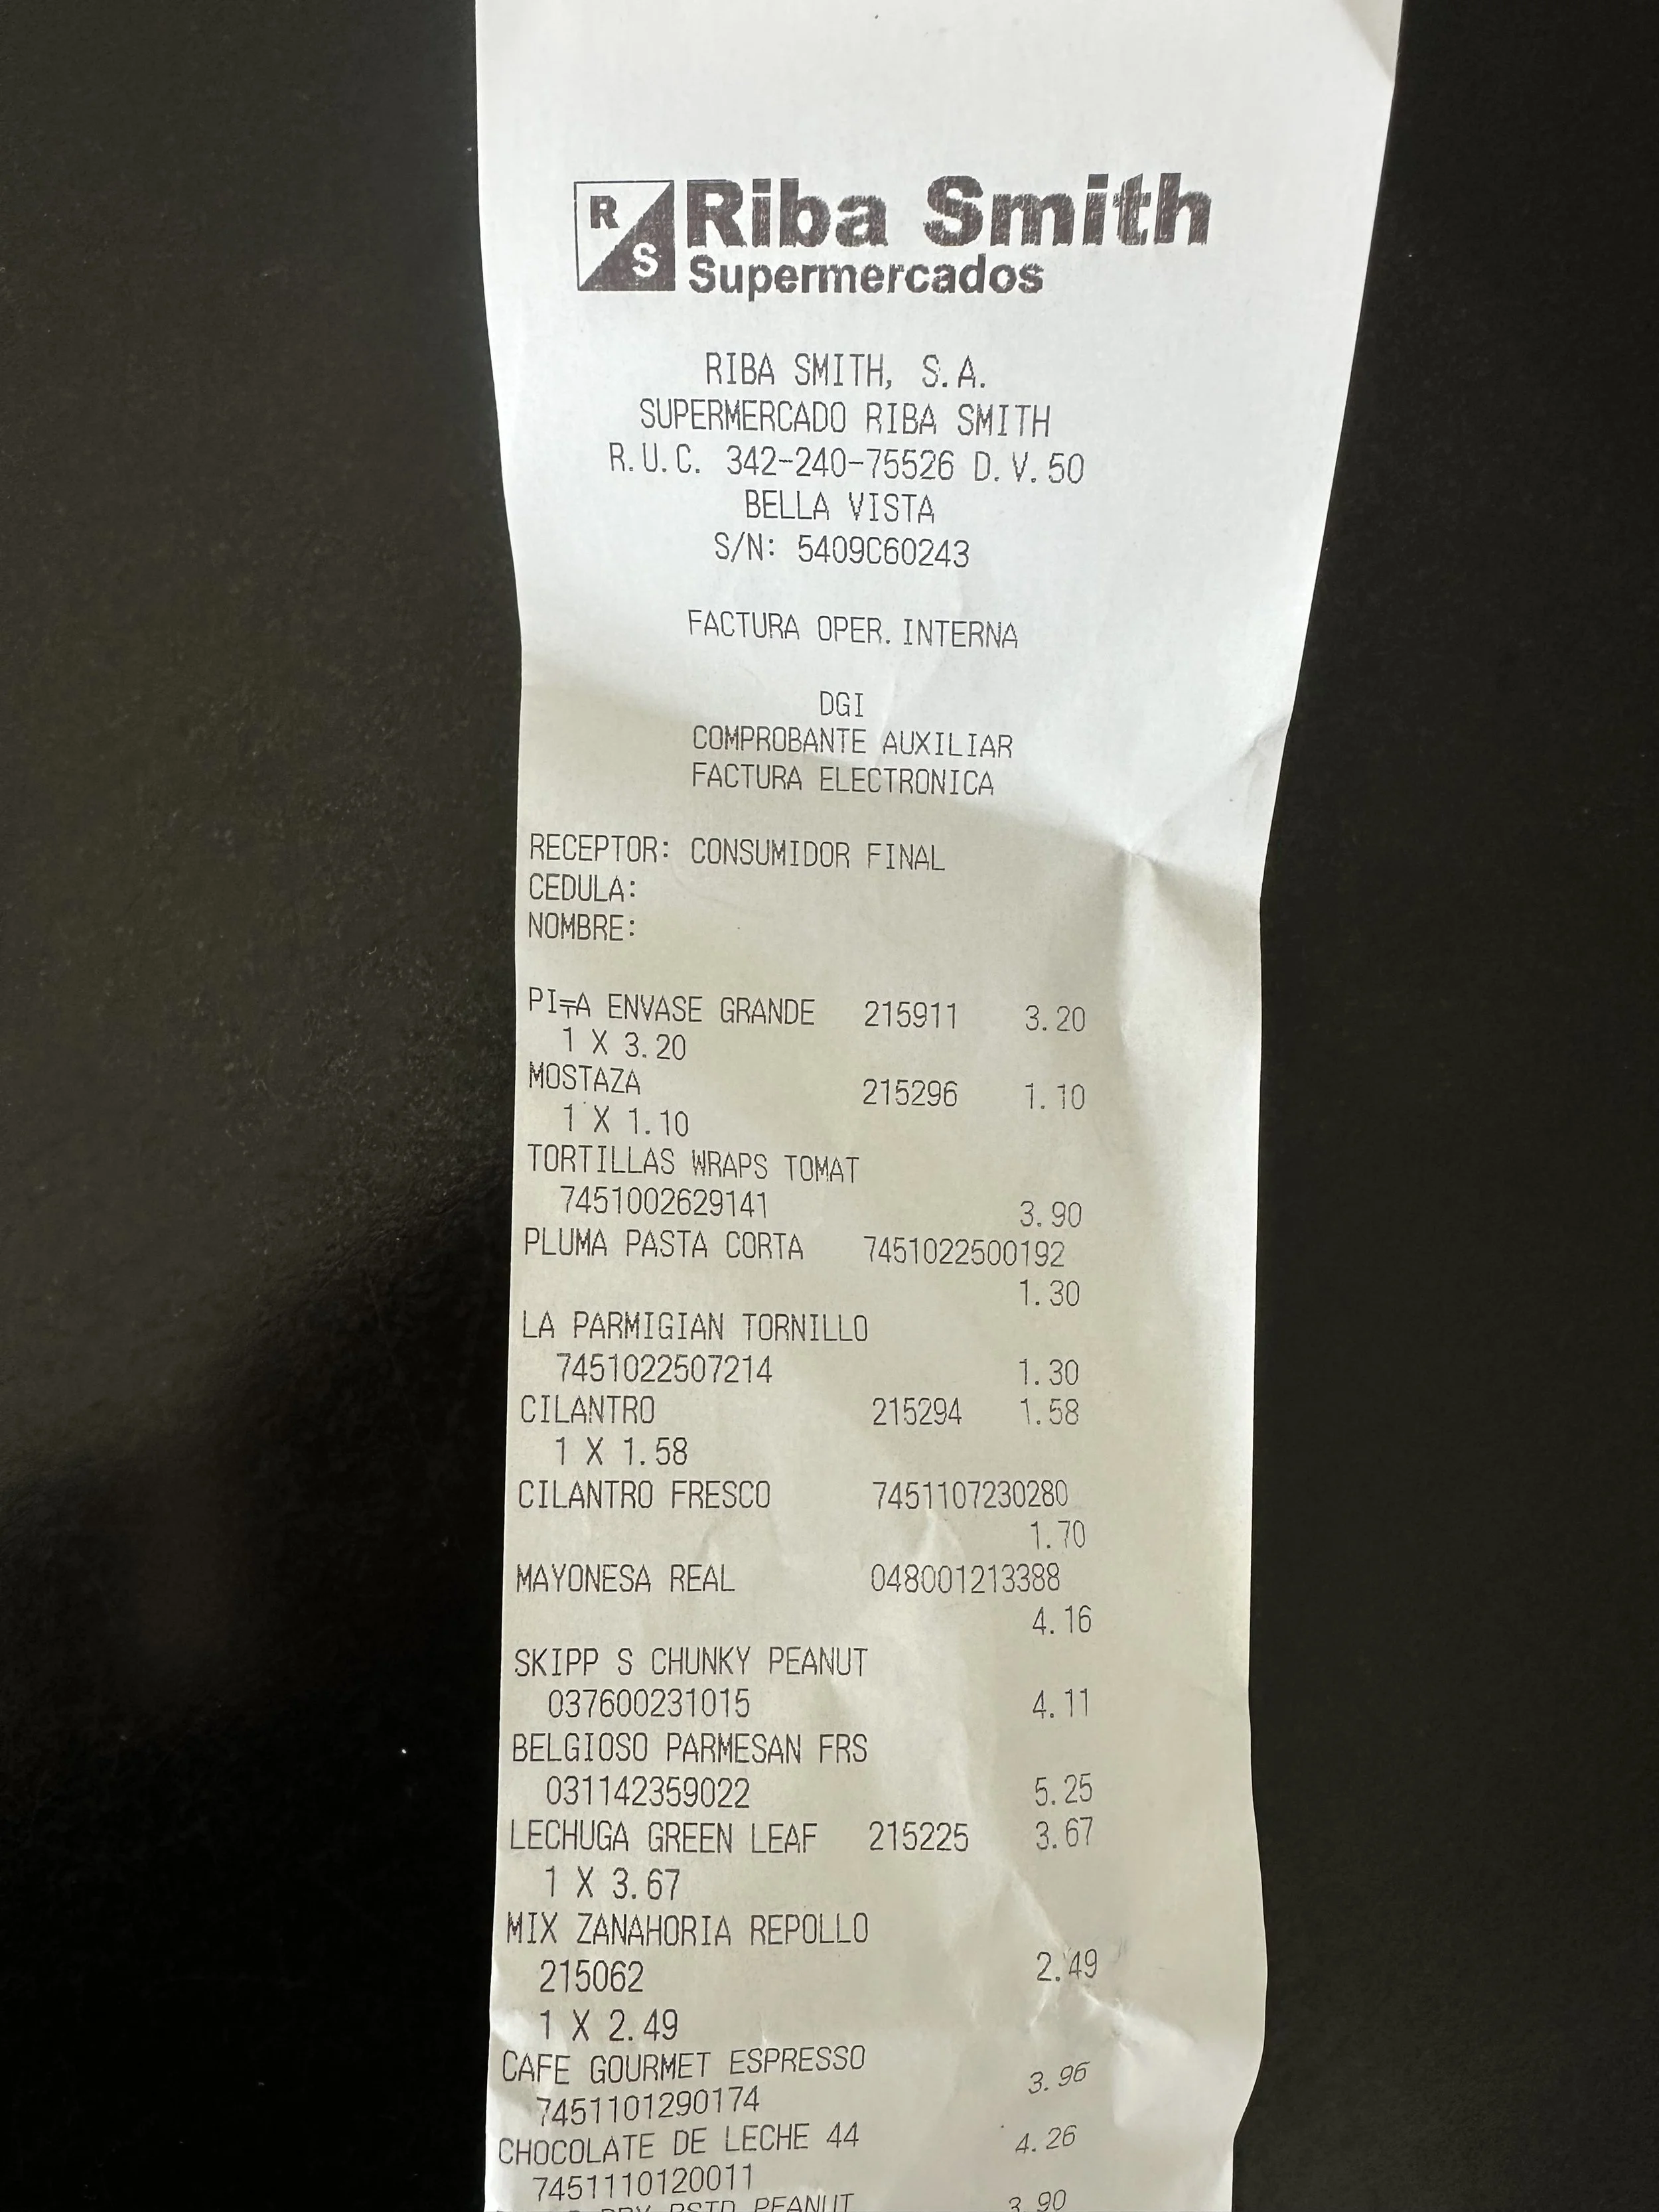 R S Riba Smith
Supermercados
RIBA SMITH, S.A.
SUPERMERCADO RIBA SMITH
R.U.C. 342-240-75526 D.V.50
BELLA VISTA
S/N: 5409C60243
FACTURA OPER.INTERNA
DGI
COMPROBANTE AUXILIAR
FACTURA ELECTRONICA
RECEPTOR: CONSUMIDOR FINAL
CEDULA:
NOMBRE:
PI╤A ENVASE GRANDE 215911 3.20
1 X 3.20
MOSTAZA 215296 1.10
1 X 1.10
TORTILLAS WRAPS TOMAT
7451002629141 3.90
PLUMA PASTA CORTA 7451022500192
1.30
LA PARMIGIAN TORNILLO
7451022507214 1.30
CILANTRO 215294 1.58
1 X 1.58
CILANTRO FRESCO 7451107230280
1.70
MAYONESA REAL 048001213388
4.16
SKIPP S CHUNKY PEANUT
037600231015 4.11
BELGIOSO PARMESAN FRS
031142359022 5.25
LECHUGA GREEN LEAF 215225 3.67
1 X 3.67
MIX ZANAHORIA REPOLLO
215062 2.49
1 X 2.49
CAFE GOURMET ESPRESSO
7451101290174 3.96
CHOCOLATE DE LECHE 44
7451110120011 4.26
PEANUT 3.90